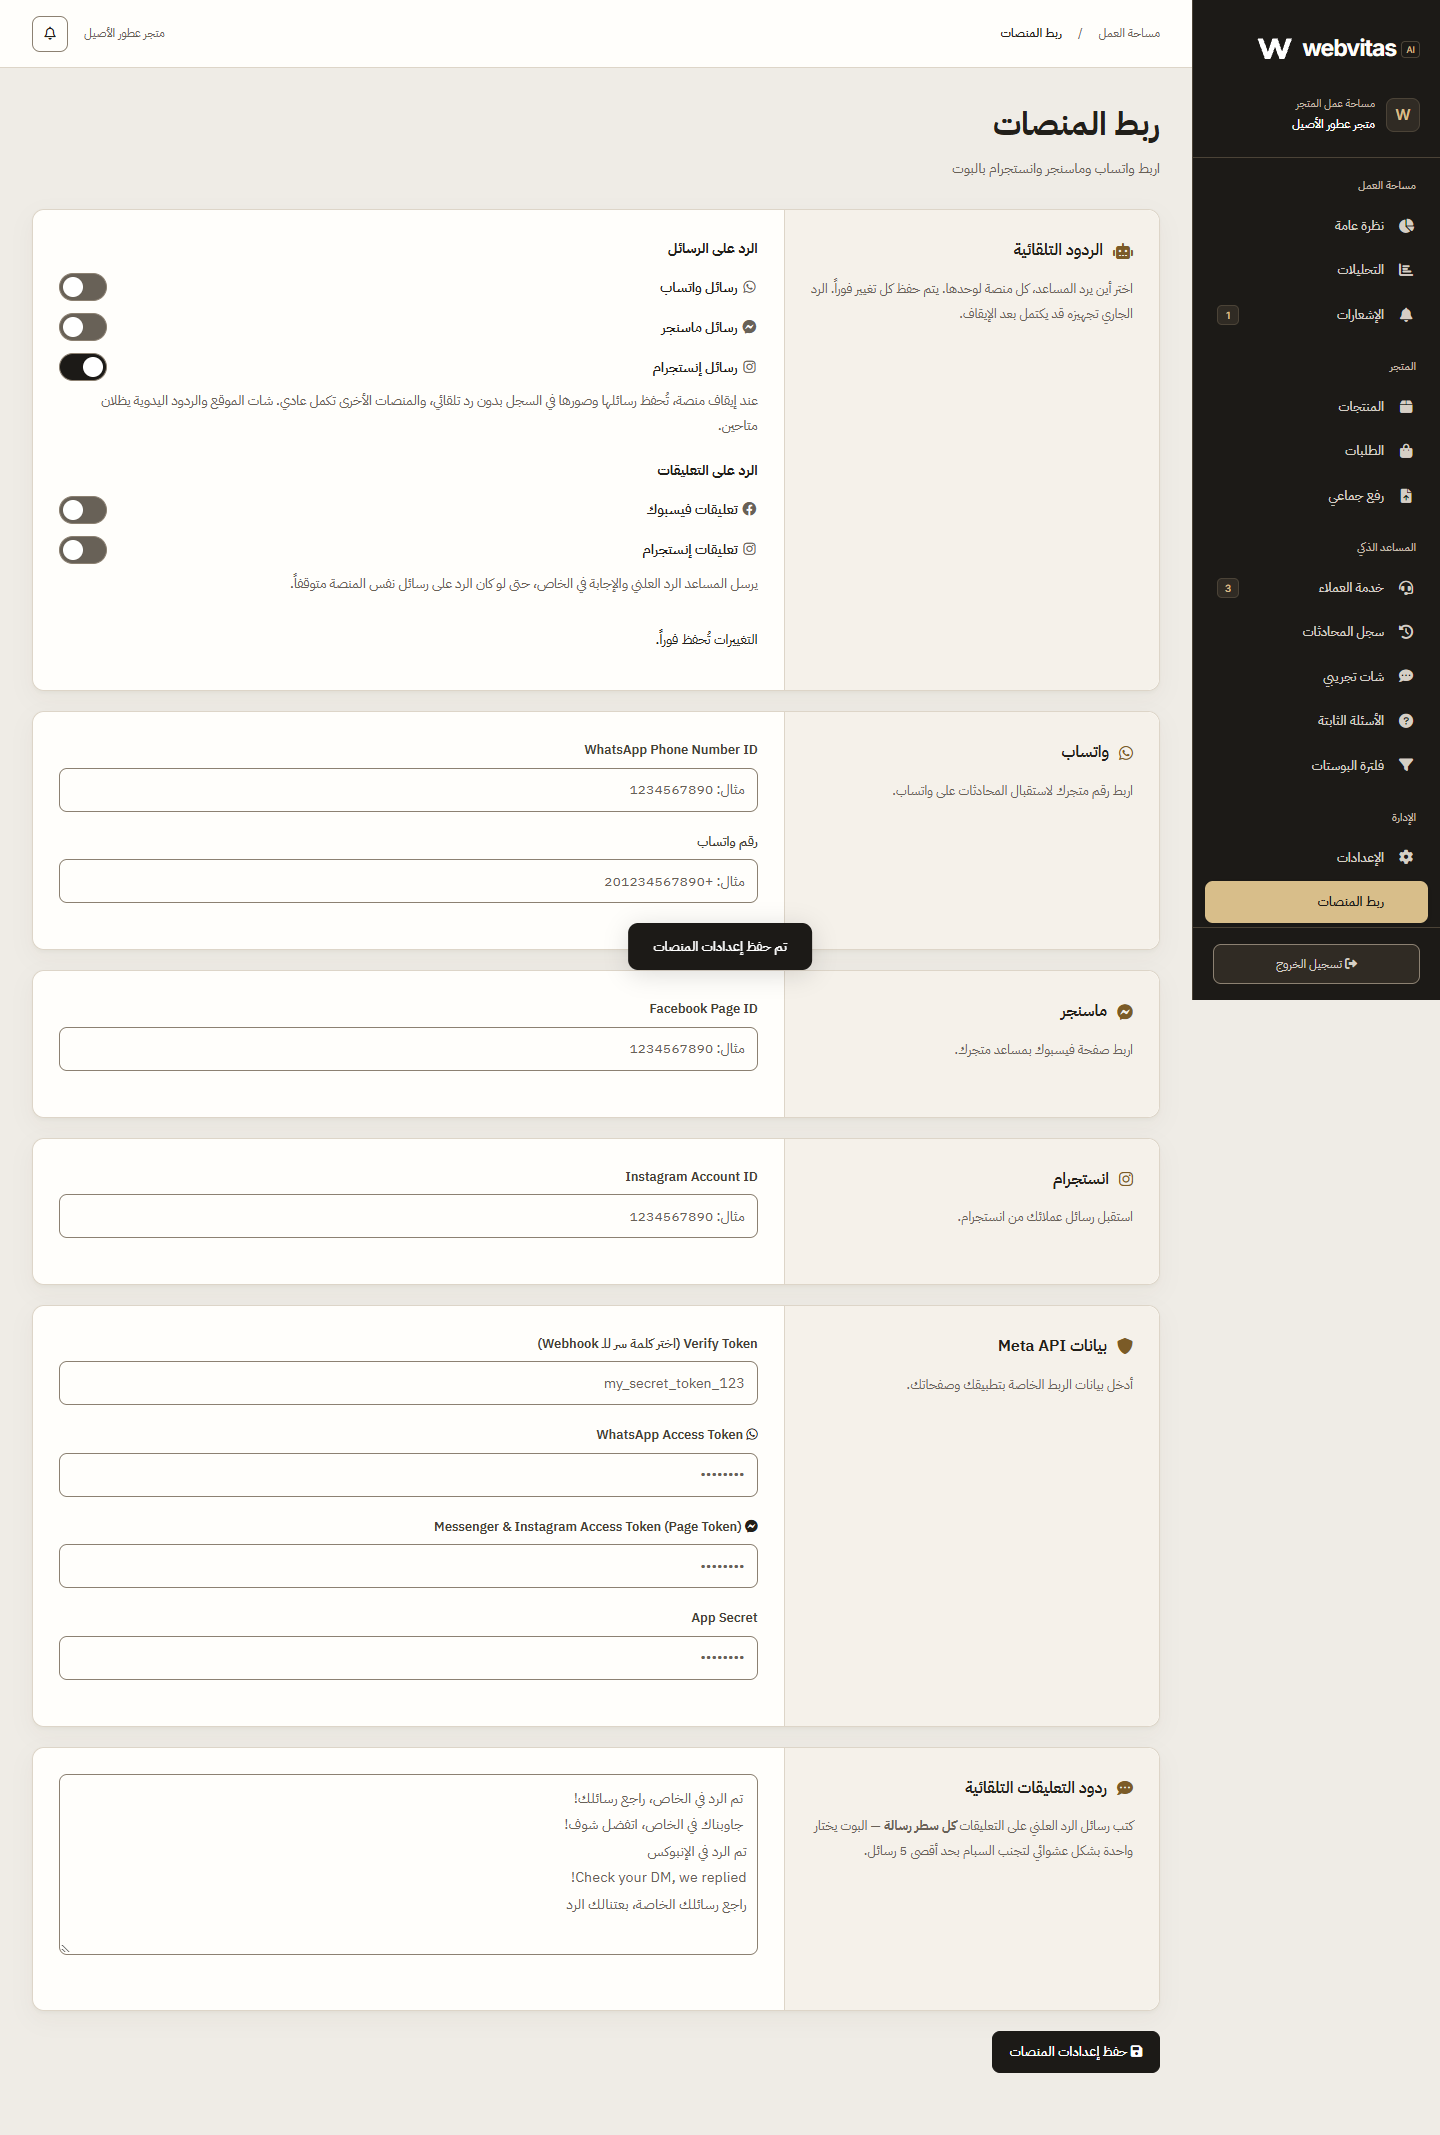 webvitas AI
W
مساحة عمل المتجر
متجر عطور الأصيل
مساحة العمل
نظرة عامة
التحليلات
الإشعارات 1
المتجر
المنتجات
الطلبات
رفع جماعي
المساعد الذكي
خدمة العملاء 3
سجل المحادثات
شات تجريبي
الأسئلة الثابتة
فلترة البوستات
الإدارة
الإعدادات
ربط المنصات
تسجيل الخروج
مساحة العمل / ربط المنصات
متجر عطور الأصيل
ربط المنصات
اربط واتساب وماسنجر وانستجرام بالبوت
الردود التلقائية
اختر أين يرد المساعد، كل منصة لوحدها. يتم حفظ كل تغيير فوراً. الرد
الجاري تجهيزه قد يكتمل بعد الإيقاف.
الرد على الرسائل
رسائل واتساب
رسائل ماسنجر
رسائل إنستجرام
عند إيقاف منصة، تُحفظ رسائلها وصورها في السجل بدون رد تلقائي، والمنصات الأخرى تكمل عادي. شات الموقع والردود اليدوية يظلان
متاحين.
الرد على التعليقات
تعليقات فيسبوك
تعليقات إنستجرام
يرسل المساعد الرد العلني والإجابة في الخاص، حتى لو كان الرد على رسائل نفس المنصة متوقفاً.
التغييرات تُحفظ فوراً.
واتساب
اربط رقم متجرك لاستقبال المحادثات على واتساب.
WhatsApp Phone Number ID
مثال: 1234567890
رقم واتساب
مثال: +201234567890
تم حفظ إعدادات المنصات
ماسنجر
اربط صفحة فيسبوك بمساعد متجرك.
Facebook Page ID
مثال: 1234567890
انستجرام
استقبل رسائل عملائك من انستجرام.
Instagram Account ID
مثال: 1234567890
بيانات Meta API
أدخل بيانات الربط الخاصة بتطبيقك وصفحاتك.
Verify Token (اختر كلمة سر للـ Webhook)
my_secret_token_123
WhatsApp Access Token
••••••••
Messenger & Instagram Access Token (Page Token)
••••••••
App Secret
••••••••
ردود التعليقات التلقائية
كتب رسائل الرد العلني على التعليقات كل سطر رسالة — البوت يختار
واحدة بشكل عشوائي لتجنب السبام بحد أقصى 5 رسائل.
تم الرد في الخاص، راجع رسائلك!
جاوبناك في الخاص، اتفضل شوف!
تم الرد في الإنبوكس
Check your DM, we replied!
راجع رسائلك الخاصة، بعتنالك الرد
حفظ إعدادات المنصات